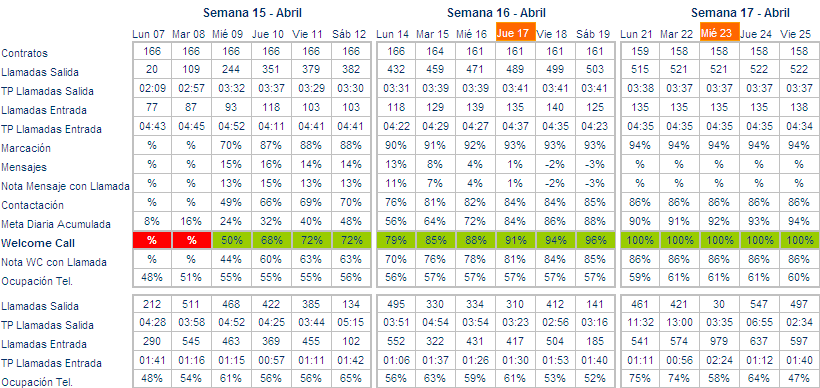 Semana 15 - Abril Semana 16 - Abril Semana 17 - Abril
Lun 07 Mar 08 Mié 09 Jue 10 Vie 11 Sáb 12 Lun 14 Mar 15 Mié 16 Jue 17 Vie 18 Sáb 19 Lun 21 Mar 22 Mié 23 Jue 24 Vie 25
Contratos 166 166 166 166 166 166 166 164 161 161 161 161 159 158 158 158 158
Llamadas Salida 20 109 244 351 379 382 432 459 471 489 499 503 515 521 521 522 522
TP Llamadas Salida 02:09 02:57 03:32 03:37 03:29 03:30 03:31 03:39 03:39 03:41 03:41 03:41 03:38 03:37 03:37 03:37 03:37
Llamadas Entrada 77 87 93 118 103 103 118 129 139 135 140 125 135 135 135 135 138
TP Llamadas Entrada 04:43 04:45 04:52 04:11 04:41 04:41 04:22 04:29 04:27 04:37 04:35 04:23 04:35 04:35 04:35 04:35 04:34
Marcación % % 70% 87% 88% 88% 90% 91% 92% 93% 93% 93% 94% 94% 94% 94% 94%
Mensajes % % 15% 16% 14% 14% 13% 8% 4% 1% -2% -3% % % % % %
Nota Mensaje con Llamada % % 13% 15% 13% 13% 11% 7% 4% 1% -2% -3% % % % % %
Contactación % % 49% 66% 69% 70% 76% 81% 82% 84% 84% 85% 86% 86% 86% 86% 86%
Meta Diaria Acumulada 8% 16% 24% 32% 40% 48% 56% 64% 72% 84% 86% 88% 90% 91% 92% 93% 94%
Welcome Call % % 50% 68% 72% 72% 79% 85% 88% 91% 94% 96% 100% 100% 100% 100% 100%
Nota WC con Llamada % % 44% 60% 63% 63% 70% 76% 78% 81% 84% 85% 86% 86% 86% 86% 86%
Ocupación Tel. 48% 51% 55% 55% 55% 56% 56% 57% 57% 57% 57% 57% 59% 61% 61% 61% 60%
Llamadas Salida 212 511 468 422 385 134 495 330 334 310 412 141 461 421 30 547 497
TP Llamadas Salida 04:28 03:58 04:52 04:25 03:44 05:15 03:51 04:54 03:54 03:23 02:56 03:16 11:32 13:00 03:35 06:55 02:34
Llamadas Entrada 290 545 463 369 455 102 552 322 431 417 504 185 541 574 979 637 597
TP Llamadas Entrada 01:41 01:16 01:15 00:57 01:11 01:42 01:06 01:37 01:26 01:30 01:53 01:40 01:11 00:56 02:24 01:12 01:40
Ocupación Tel. 48% 54% 61% 56% 56% 65% 56% 63% 59% 61% 53% 52% 75% 74% 58% 64% 47%